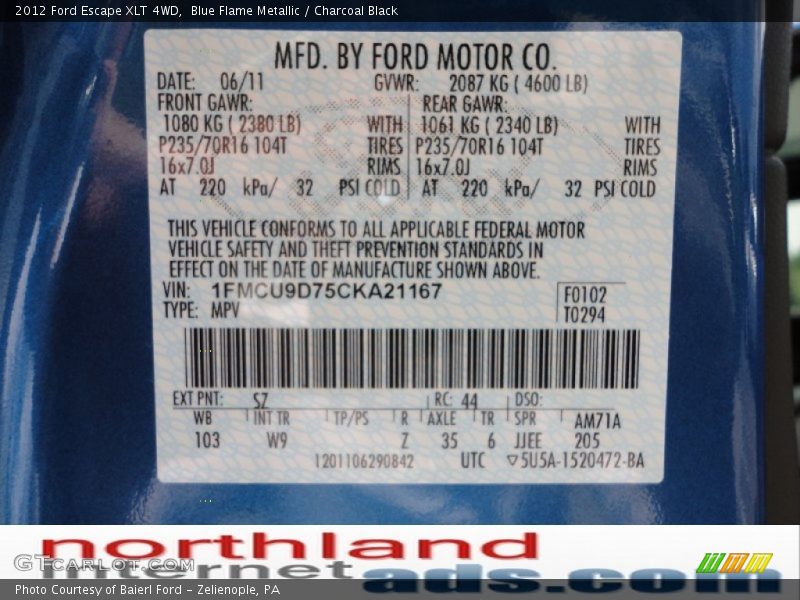 2012 Ford Escape XLT 4WD, Blue Flame Metallic / Charcoal Black
MFD. BY FORD MOTOR CO.
DATE: 06/11 GVWR: 2087 KG ( 4600 LB)
FRONT GAWR: REAR GAWR:
1080 KG ( 2380 LB) WITH 1061 KG ( 2340 LB) WITH
P235/70R16 104T TIRES P235/70R16 104T TIRES
16x7.0J RIMS 16x7.0J RIMS
AT 220 kPa/ 32 PSI COLD AT 220 kPa/ 32 PSI COLD
THIS VEHICLE CONFORMS TO ALL APPLICABLE FEDERAL MOTOR
VEHICLE SAFETY AND THEFT PREVENTION STANDARDS IN
EFFECT ON THE DATE OF MANUFACTURE SHOWN ABOVE.
VIN: 1FMCU9D75CKA21167 F0102
TYPE: MPV T0294
EXT PNT: SZ RC: 44 DSO:
WB INT TR TP/PS R AXLE TR SPR AM71A
103 W9 Z 35 6 JJEE 205
1201106290842 UTC ▽5U5A-1520472-BA
northland
GTCARLOT.COM
internet ads.com
Photo Courtesy of Baierl Ford - Zelienople, PA